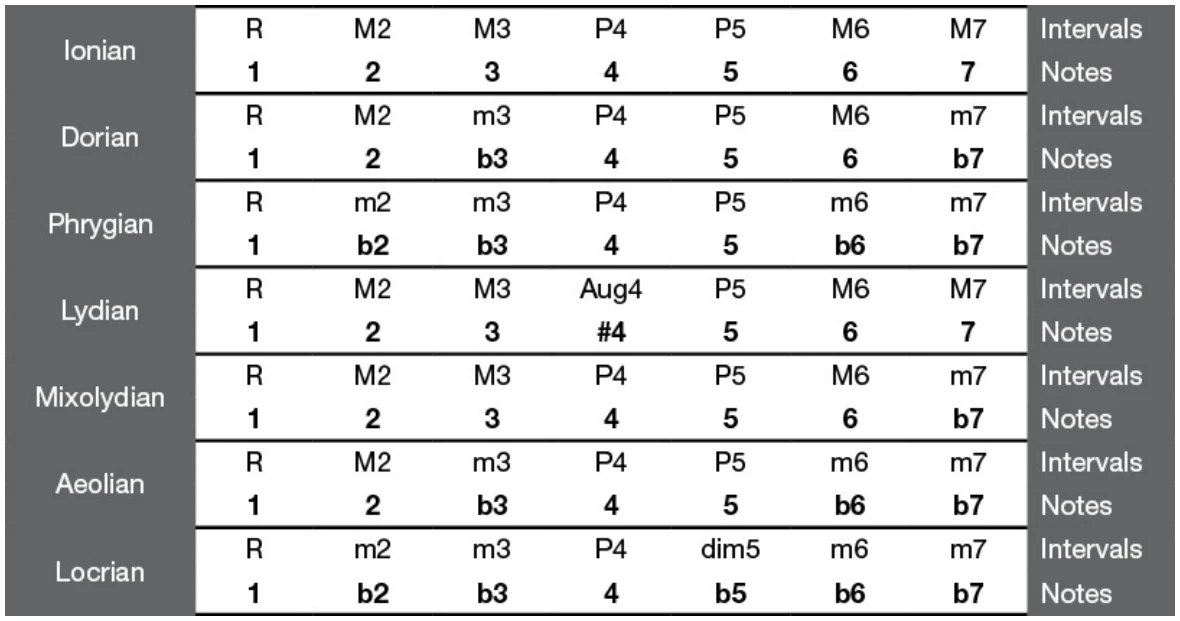 Ionian
R M2 M3 P4 P5 M6 M7 Intervals
1 2 3 4 5 6 7 Notes
Dorian
R M2 m3 P4 P5 M6 m7 Intervals
1 2 b3 4 5 6 b7 Notes
Phrygian
R m2 m3 P4 P5 m6 m7 Intervals
1 b2 b3 4 5 b6 b7 Notes
Lydian
R M2 M3 Aug4 P5 M6 M7 Intervals
1 2 3 #4 5 6 7 Notes
Mixolydian
R M2 M3 P4 P5 M6 m7 Intervals
1 2 3 4 5 6 b7 Notes
Aeolian
R M2 m3 P4 P5 m6 m7 Intervals
1 2 b3 4 5 b6 b7 Notes
Locrian
R m2 m3 P4 dim5 m6 m7 Intervals
1 b2 b3 4 b5 b6 b7 Notes